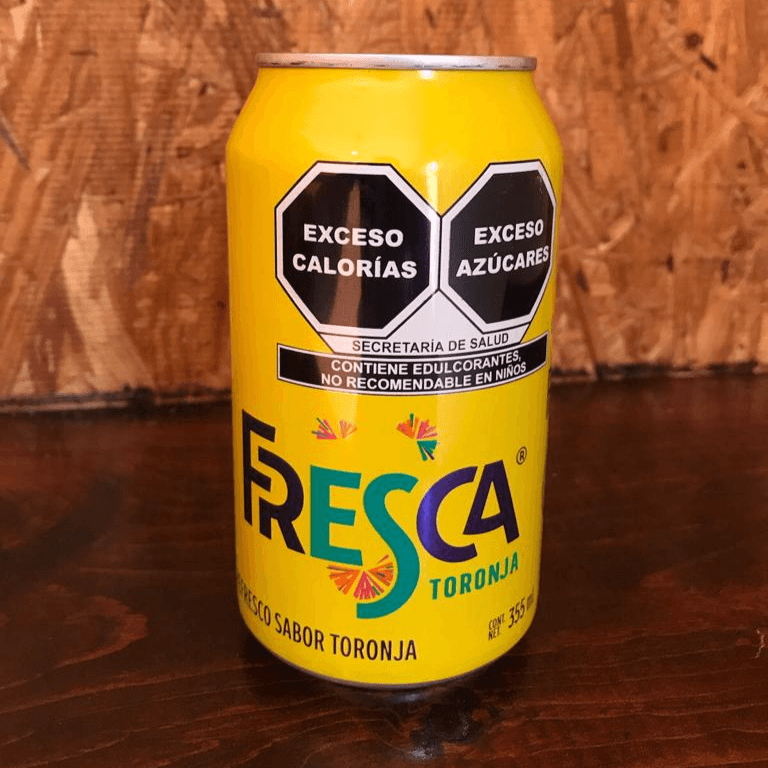 EXCESO
CALORÍAS
EXCESO
AZÚCARES
SECRETARÍA DE SALUD
CONTIENE EDULCORANTES,
NO RECOMENDABLE EN NIÑOS
FRESCA®
TORONJA
SABOR TORONJA
CONT.
NET. 355 ml